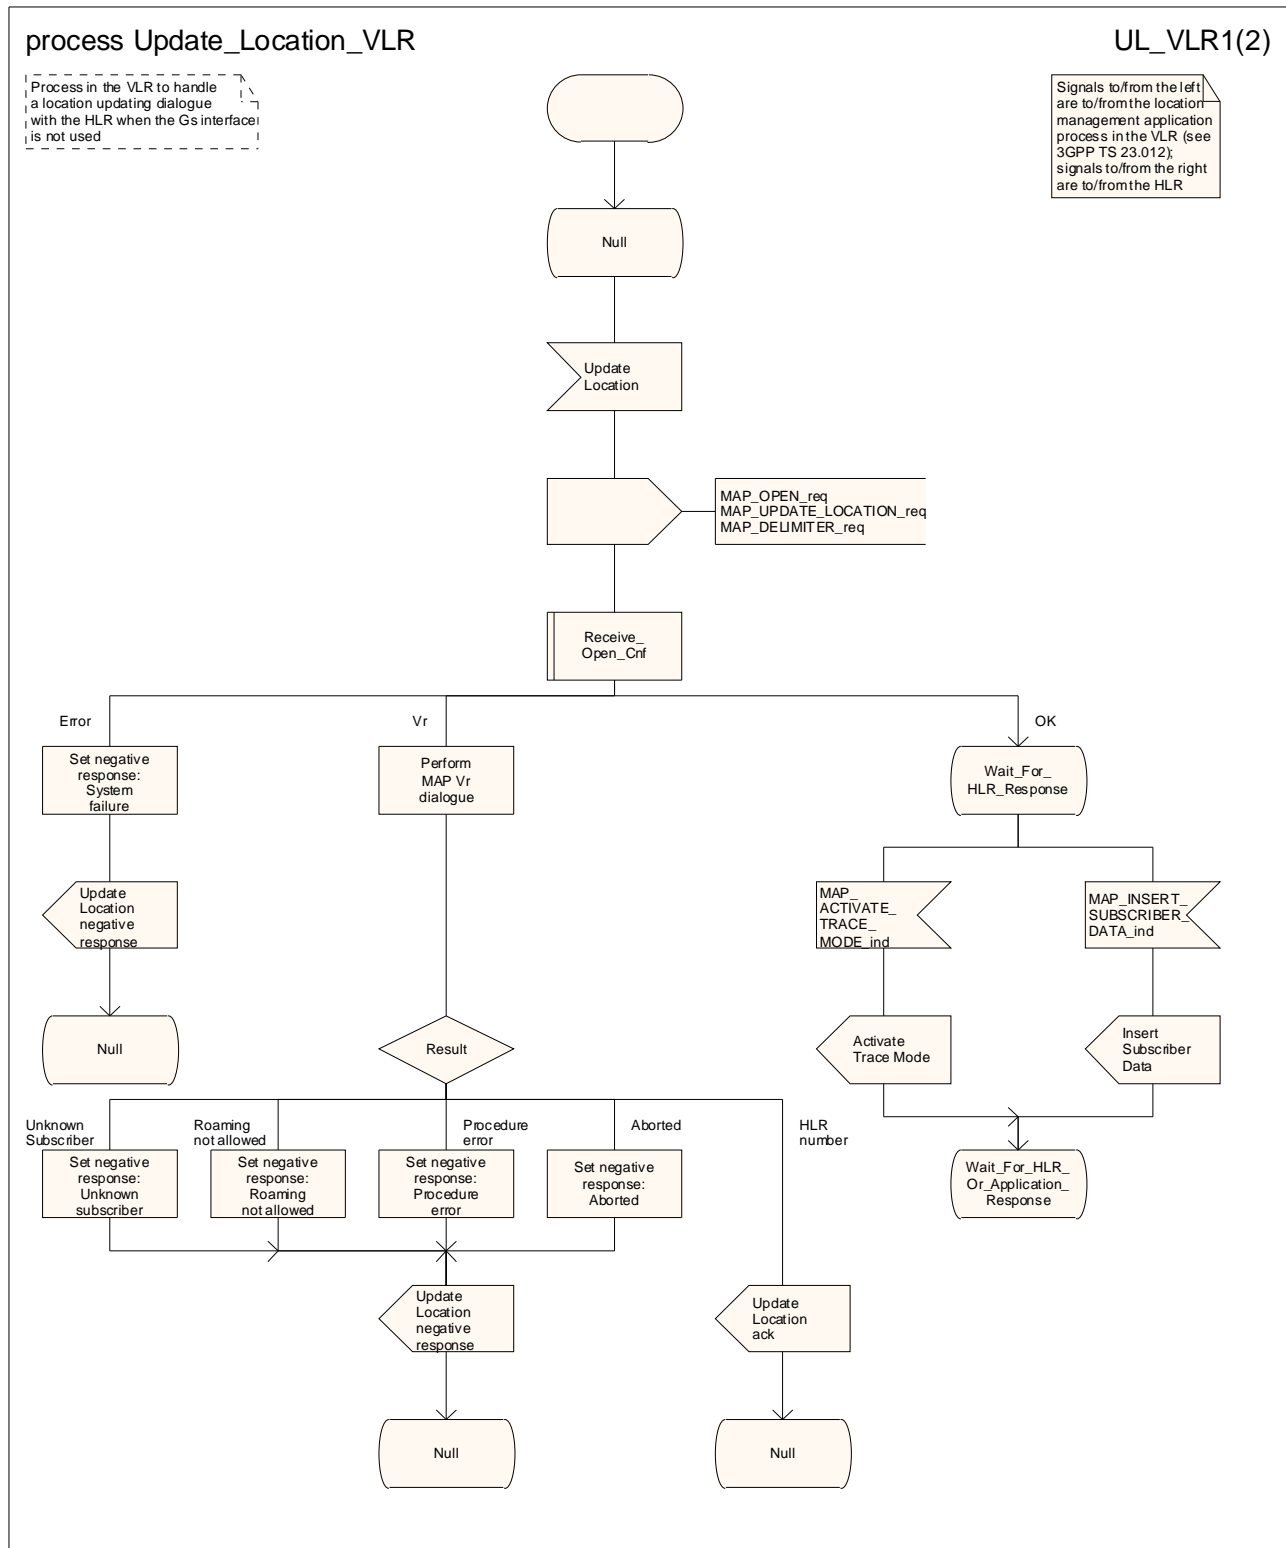 process Update_Location_VLR
UL_VLR1(2)
Process in the VLR to handle
a location updating dialogue
with the HLR when the Gs interface
is not used
Signals to/from the left
are to/from the location
management application
process in the VLR (see
3GPP TS 23.012);
signals to/from the right
are to/from the HLR
Null
Update
Location
MAP_OPEN_req
MAP_UPDATE_LOCATION_req
MAP_DELIMITER_req
Receive_
Open_Cnf
Error
Vr
OK
Set negative
response:
System
failure
Perform
MAP Vr
dialogue
Wait_For_
HLR_Response
Update
Location
negative
response
MAP_
ACTIVATE_
TRACE_
MODE_ind
MAP_INSERT_
SUBSCRIBER_
DATA_ind
Null
Result
Activate
Trace Mode
Insert
Subscriber
Data
Unknown
Subscriber
Roaming
not allowed
Procedure
error
Aborted
HLR
number
Set negative
response:
Unknown
subscriber
Set negative
response:
Roaming
not allowed
Set negative
response:
Procedure
error
Set negative
response:
Aborted
Wait_For_HLR_
Or_Application_
Response
Update
Location
negative
response
Update
Location
ack
Null
Null